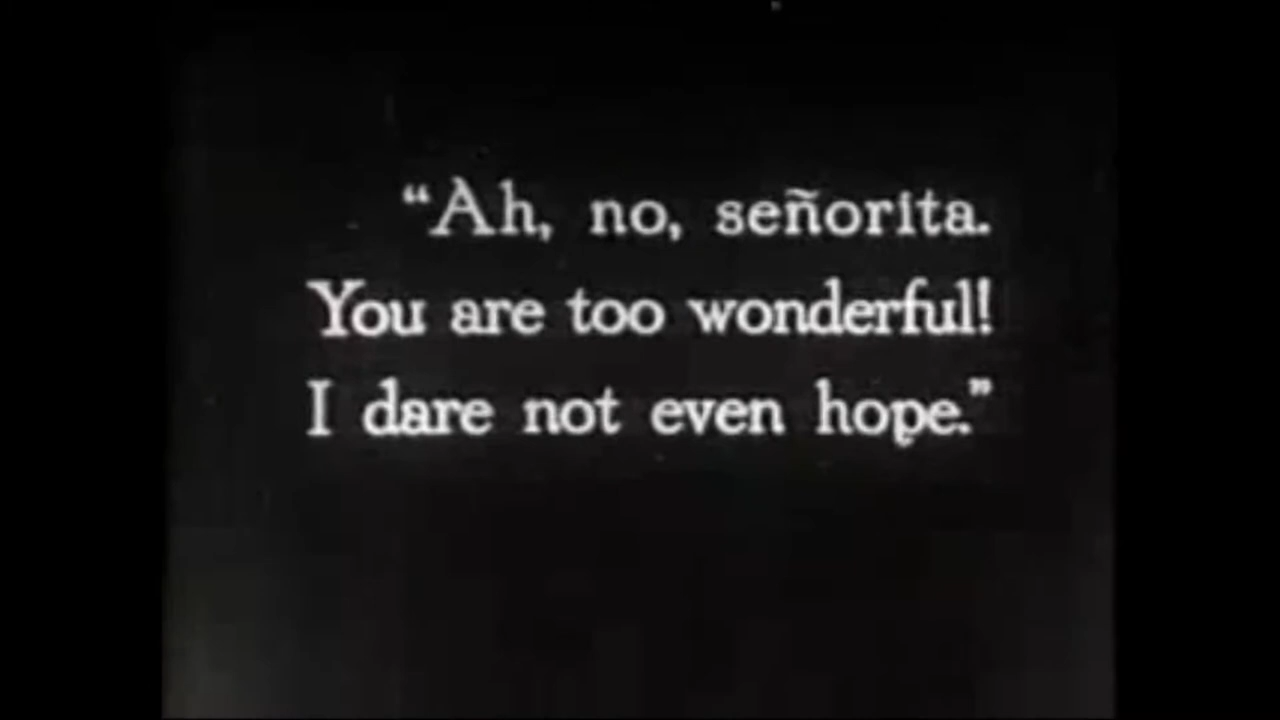 “Ah, no, señorita.
You are too wonderful!
I dare not even hope.”